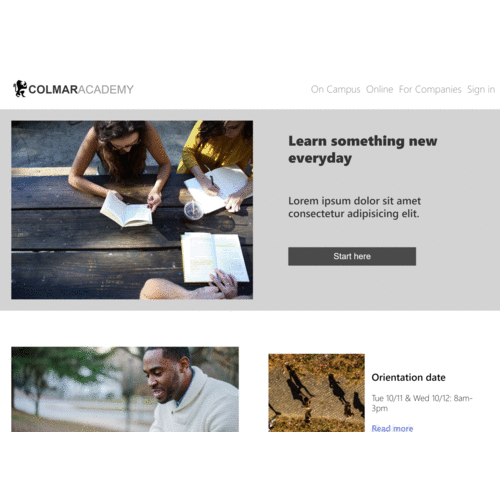 COLMARACADEMY
On Campus Online For Companies Sign in
Learn something new
everyday
Lorem ipsum dolor sit amet
consectetur adipisicing elit.
Start here
Orientation date
Tue 10/11 & Wed 10/12: 8am-
3pm
Read more